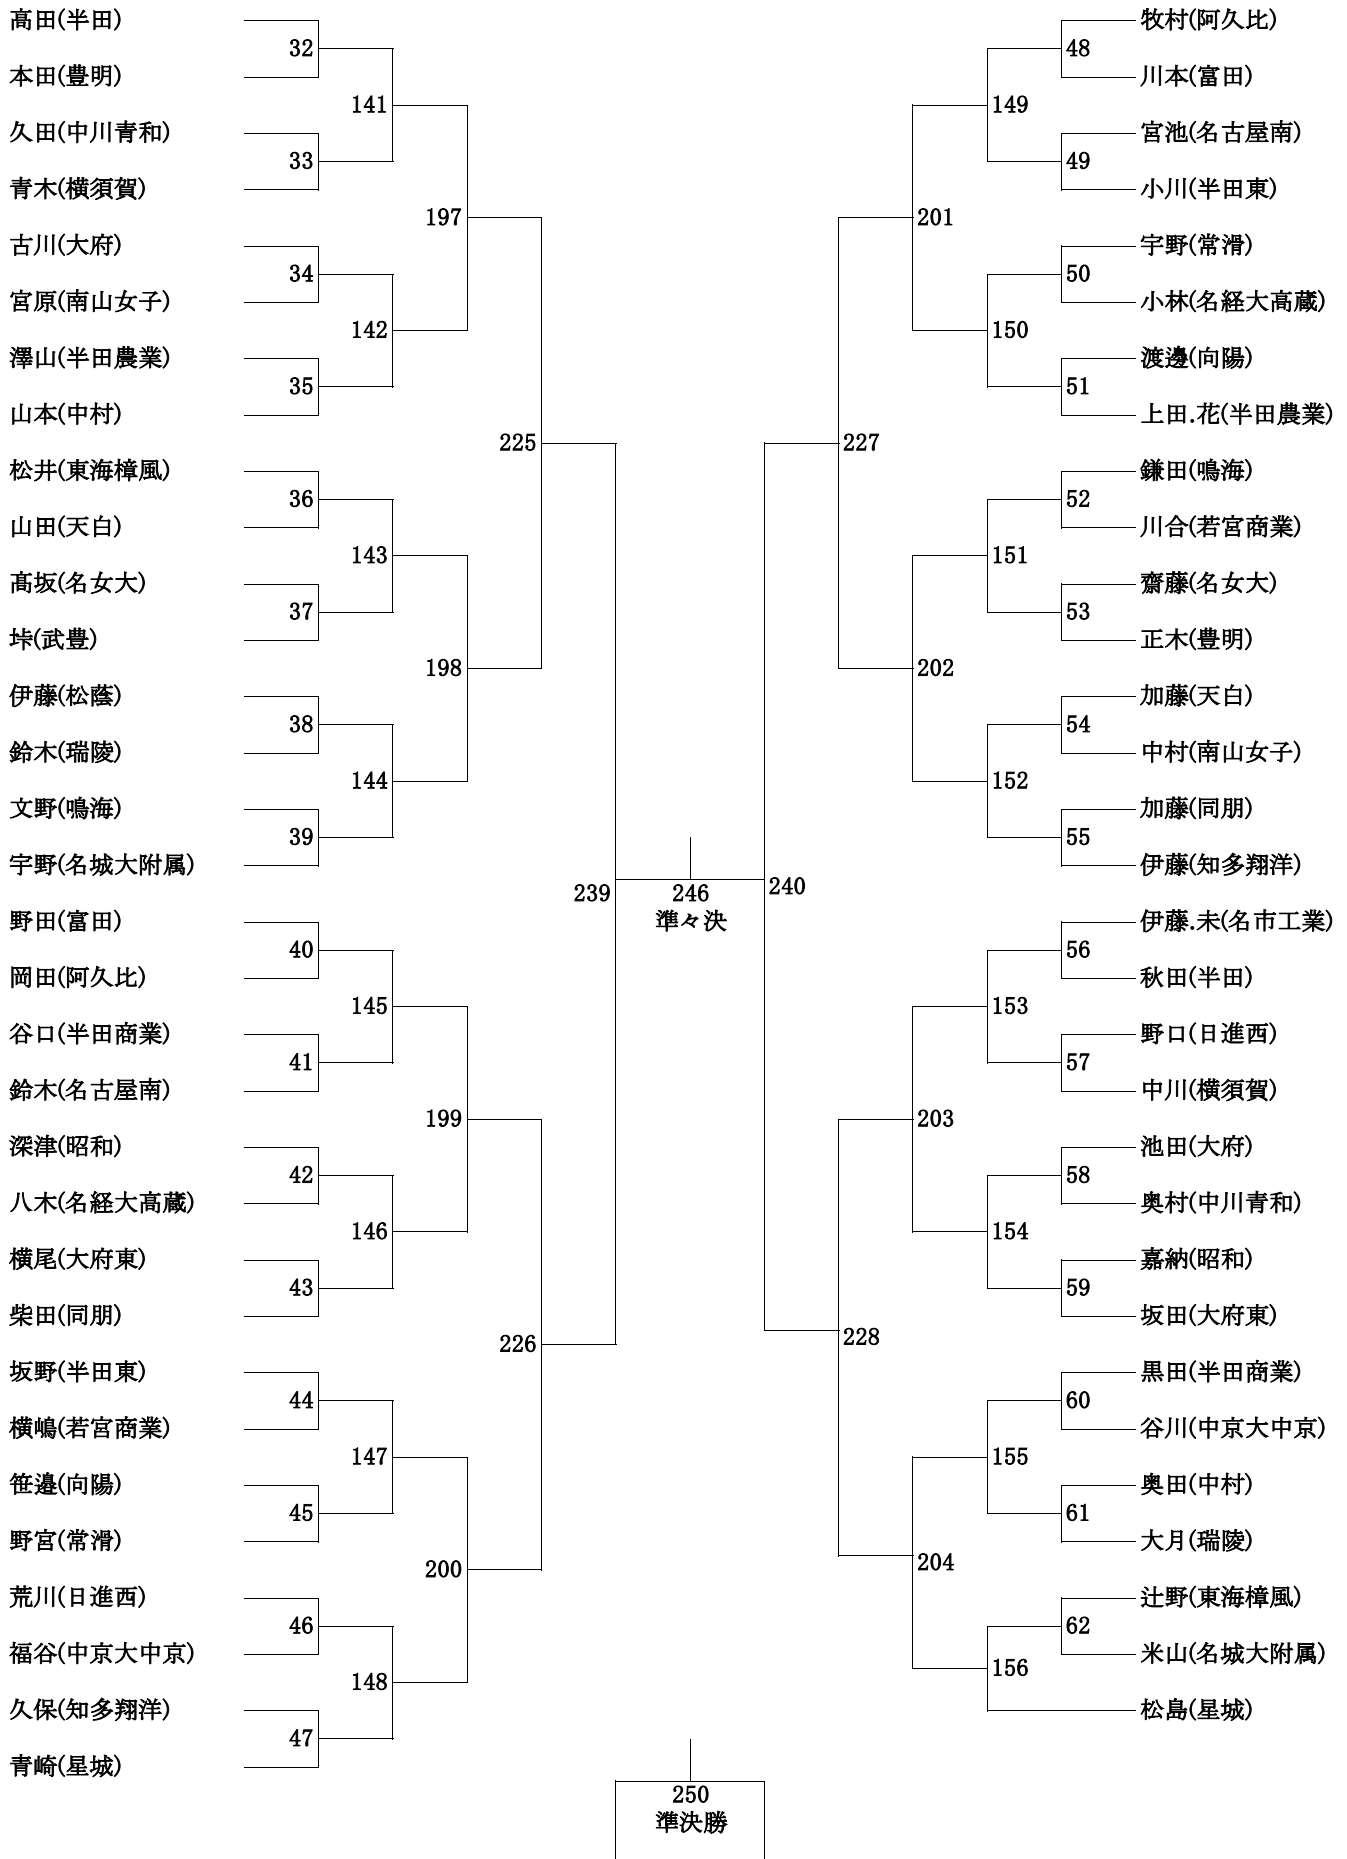 髙田(半田)
32
本田(豊明)
141
久田(中川青和)
33
青木(横須賀)
197
古川(大府)
34
宮原(南山女子)
142
澤山(半田農業)
35
山本(中村)
225
松井(東海樟風)
36
山田(天白)
143
髙坂(名女大)
37
垰(武豊)
198
伊藤(松蔭)
38
鈴木(瑞陵)
144
文野(鳴海)
39
宇野(名城大附属)
239
野田(富田)
40
岡田(阿久比)
145
谷口(半田商業)
41
鈴木(名古屋南)
199
深津(昭和)
42
八木(名経大高蔵)
146
横尾(大府東)
43
柴田(同朋)
226
坂野(半田東)
44
横嶋(若宮商業)
147
笹邉(向陽)
45
野宮(常滑)
200
荒川(日進西)
46
福谷(中京大中京)
148
久保(知多翔洋)
47
青崎(星城)
246
準々決
250
準決勝
牧村(阿久比)
48
川本(富田)
149
宮池(名古屋南)
49
小川(半田東)
201
宇野(常滑)
50
小林(名経大高蔵)
150
渡邊(向陽)
51
上田.花(半田農業)
227
鎌田(鳴海)
52
川合(若宮商業)
151
齋藤(名女大)
53
正木(豊明)
202
加藤(天白)
54
中村(南山女子)
152
加藤(同朋)
55
伊藤(知多翔洋)
240
伊藤.未(名市工業)
56
秋田(半田)
153
野口(日進西)
57
中川(横須賀)
203
池田(大府)
58
奥村(中川青和)
154
嘉納(昭和)
59
坂田(大府東)
228
黒田(半田商業)
60
谷川(中京大中京)
155
奥田(中村)
61
大月(瑞陵)
204
辻野(東海樟風)
62
米山(名城大附属)
156
松島(星城)